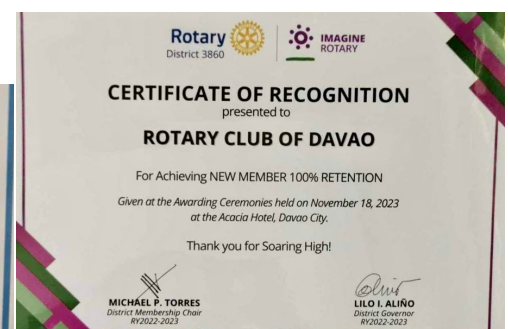 Rotary
District 3860
IMAGINE
ROTARY
CERTIFICATE OF RECOGNITION
presented to
ROTARY CLUB OF DAVAO
For Achieving NEW MEMBER 100% RETENTION
Given at the Awarding Ceremonies held on November 18, 2023
at the Acacia Hotel, Davao City.
Thank you for Soaring High!
MICHAEL P. TORRES
District Membership Chair
RY2022-2023
LILO I. ALIÑO
District Governor
RY2022-2023